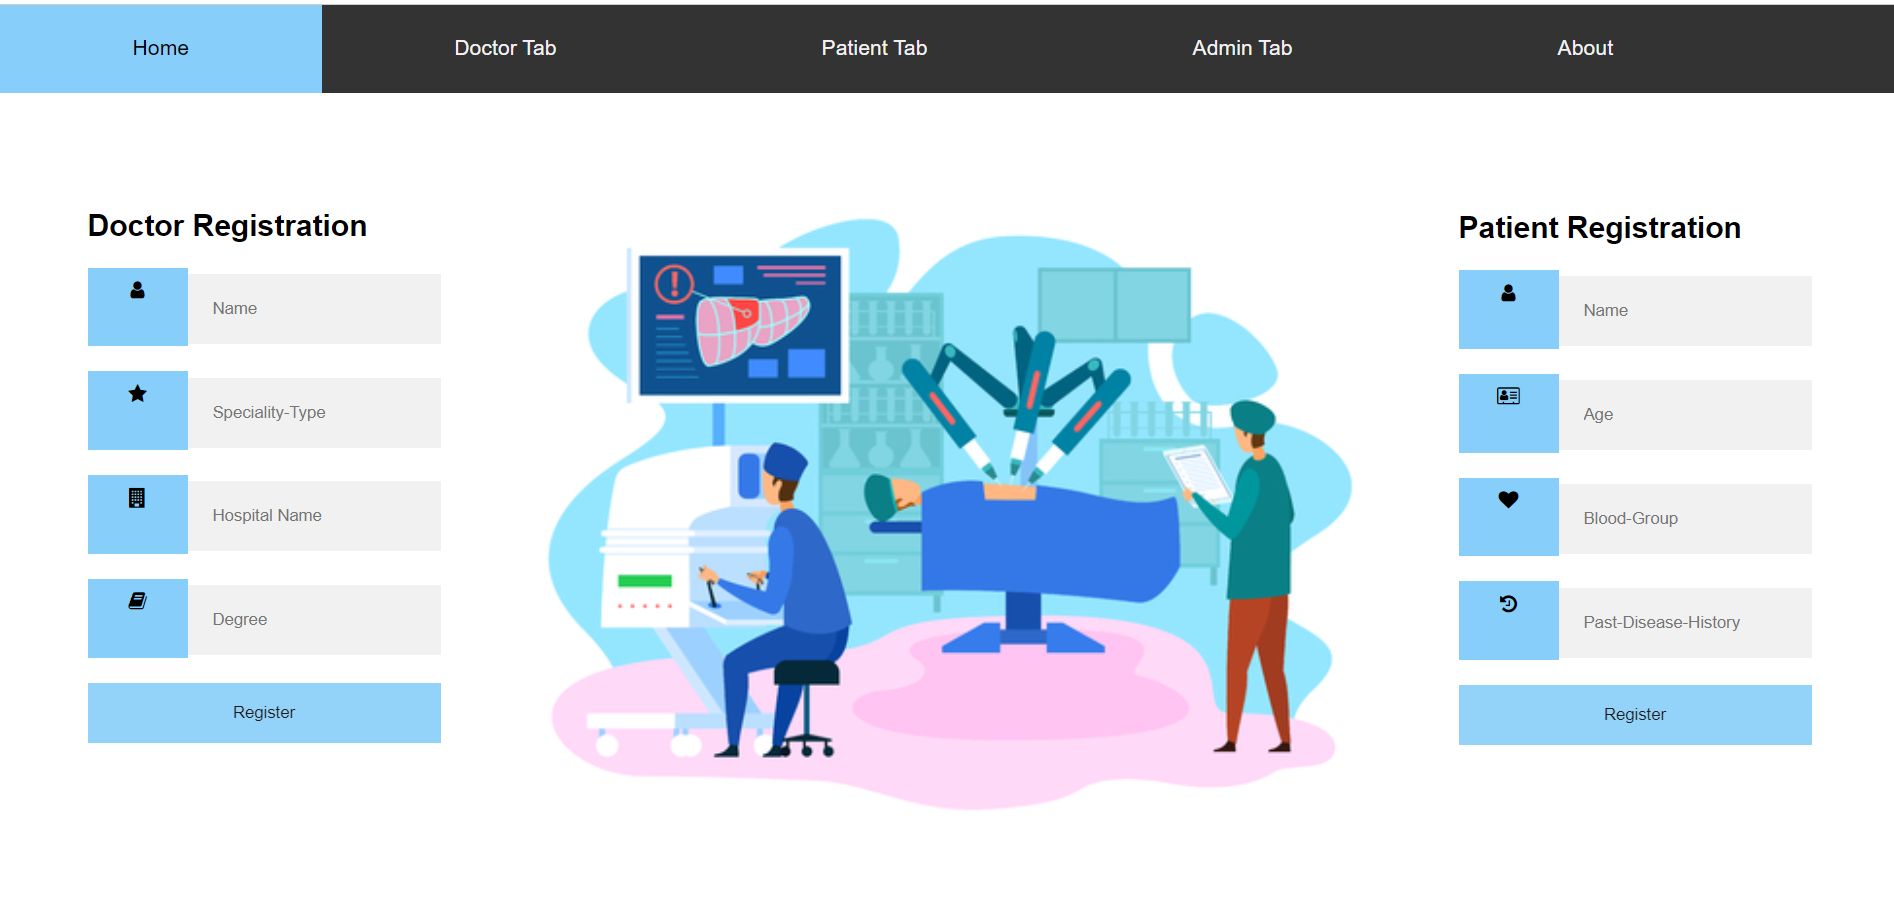 Home
Doctor Tab
Patient Tab
Admin Tab
About
Doctor Registration
Name
Speciality-Type
Hospital Name
Degree
Register
Patient Registration
Name
Age
Blood-Group
Past-Disease-History
Register